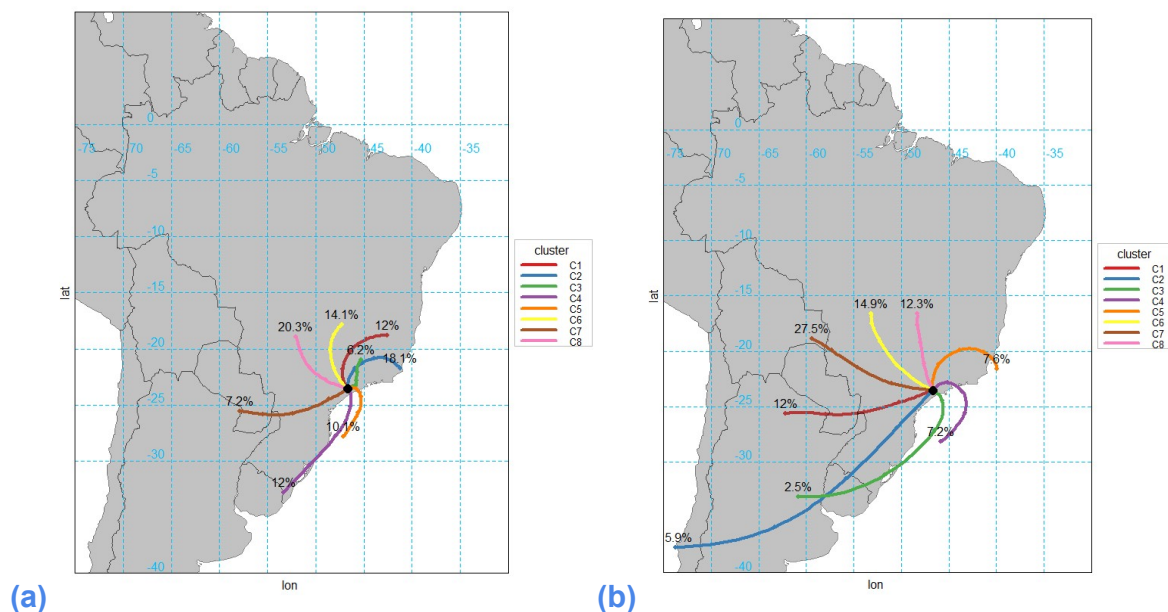 0
-75 -65 -60 -55 -50 -45 -40 -35
-5
-10
-15
-20
-25
-30
-40
20.3%
14.1%
12%
6.2%
18.1%
7.2%
10.1%
12%
lat
lon
cluster
C1
C2
C3
C4
C5
C6
C7
C8
(a)
0
-75 -65 -60 -55 -50 -45 -40 -35
-5
-10
-15
-20
-25
-30
-40
14.9%
12.3%
27.5%
7.6%
12%
7.2%
2.5%
5.9%
lat
lon
cluster
C1
C2
C3
C4
C5
C6
C7
C8
(b)